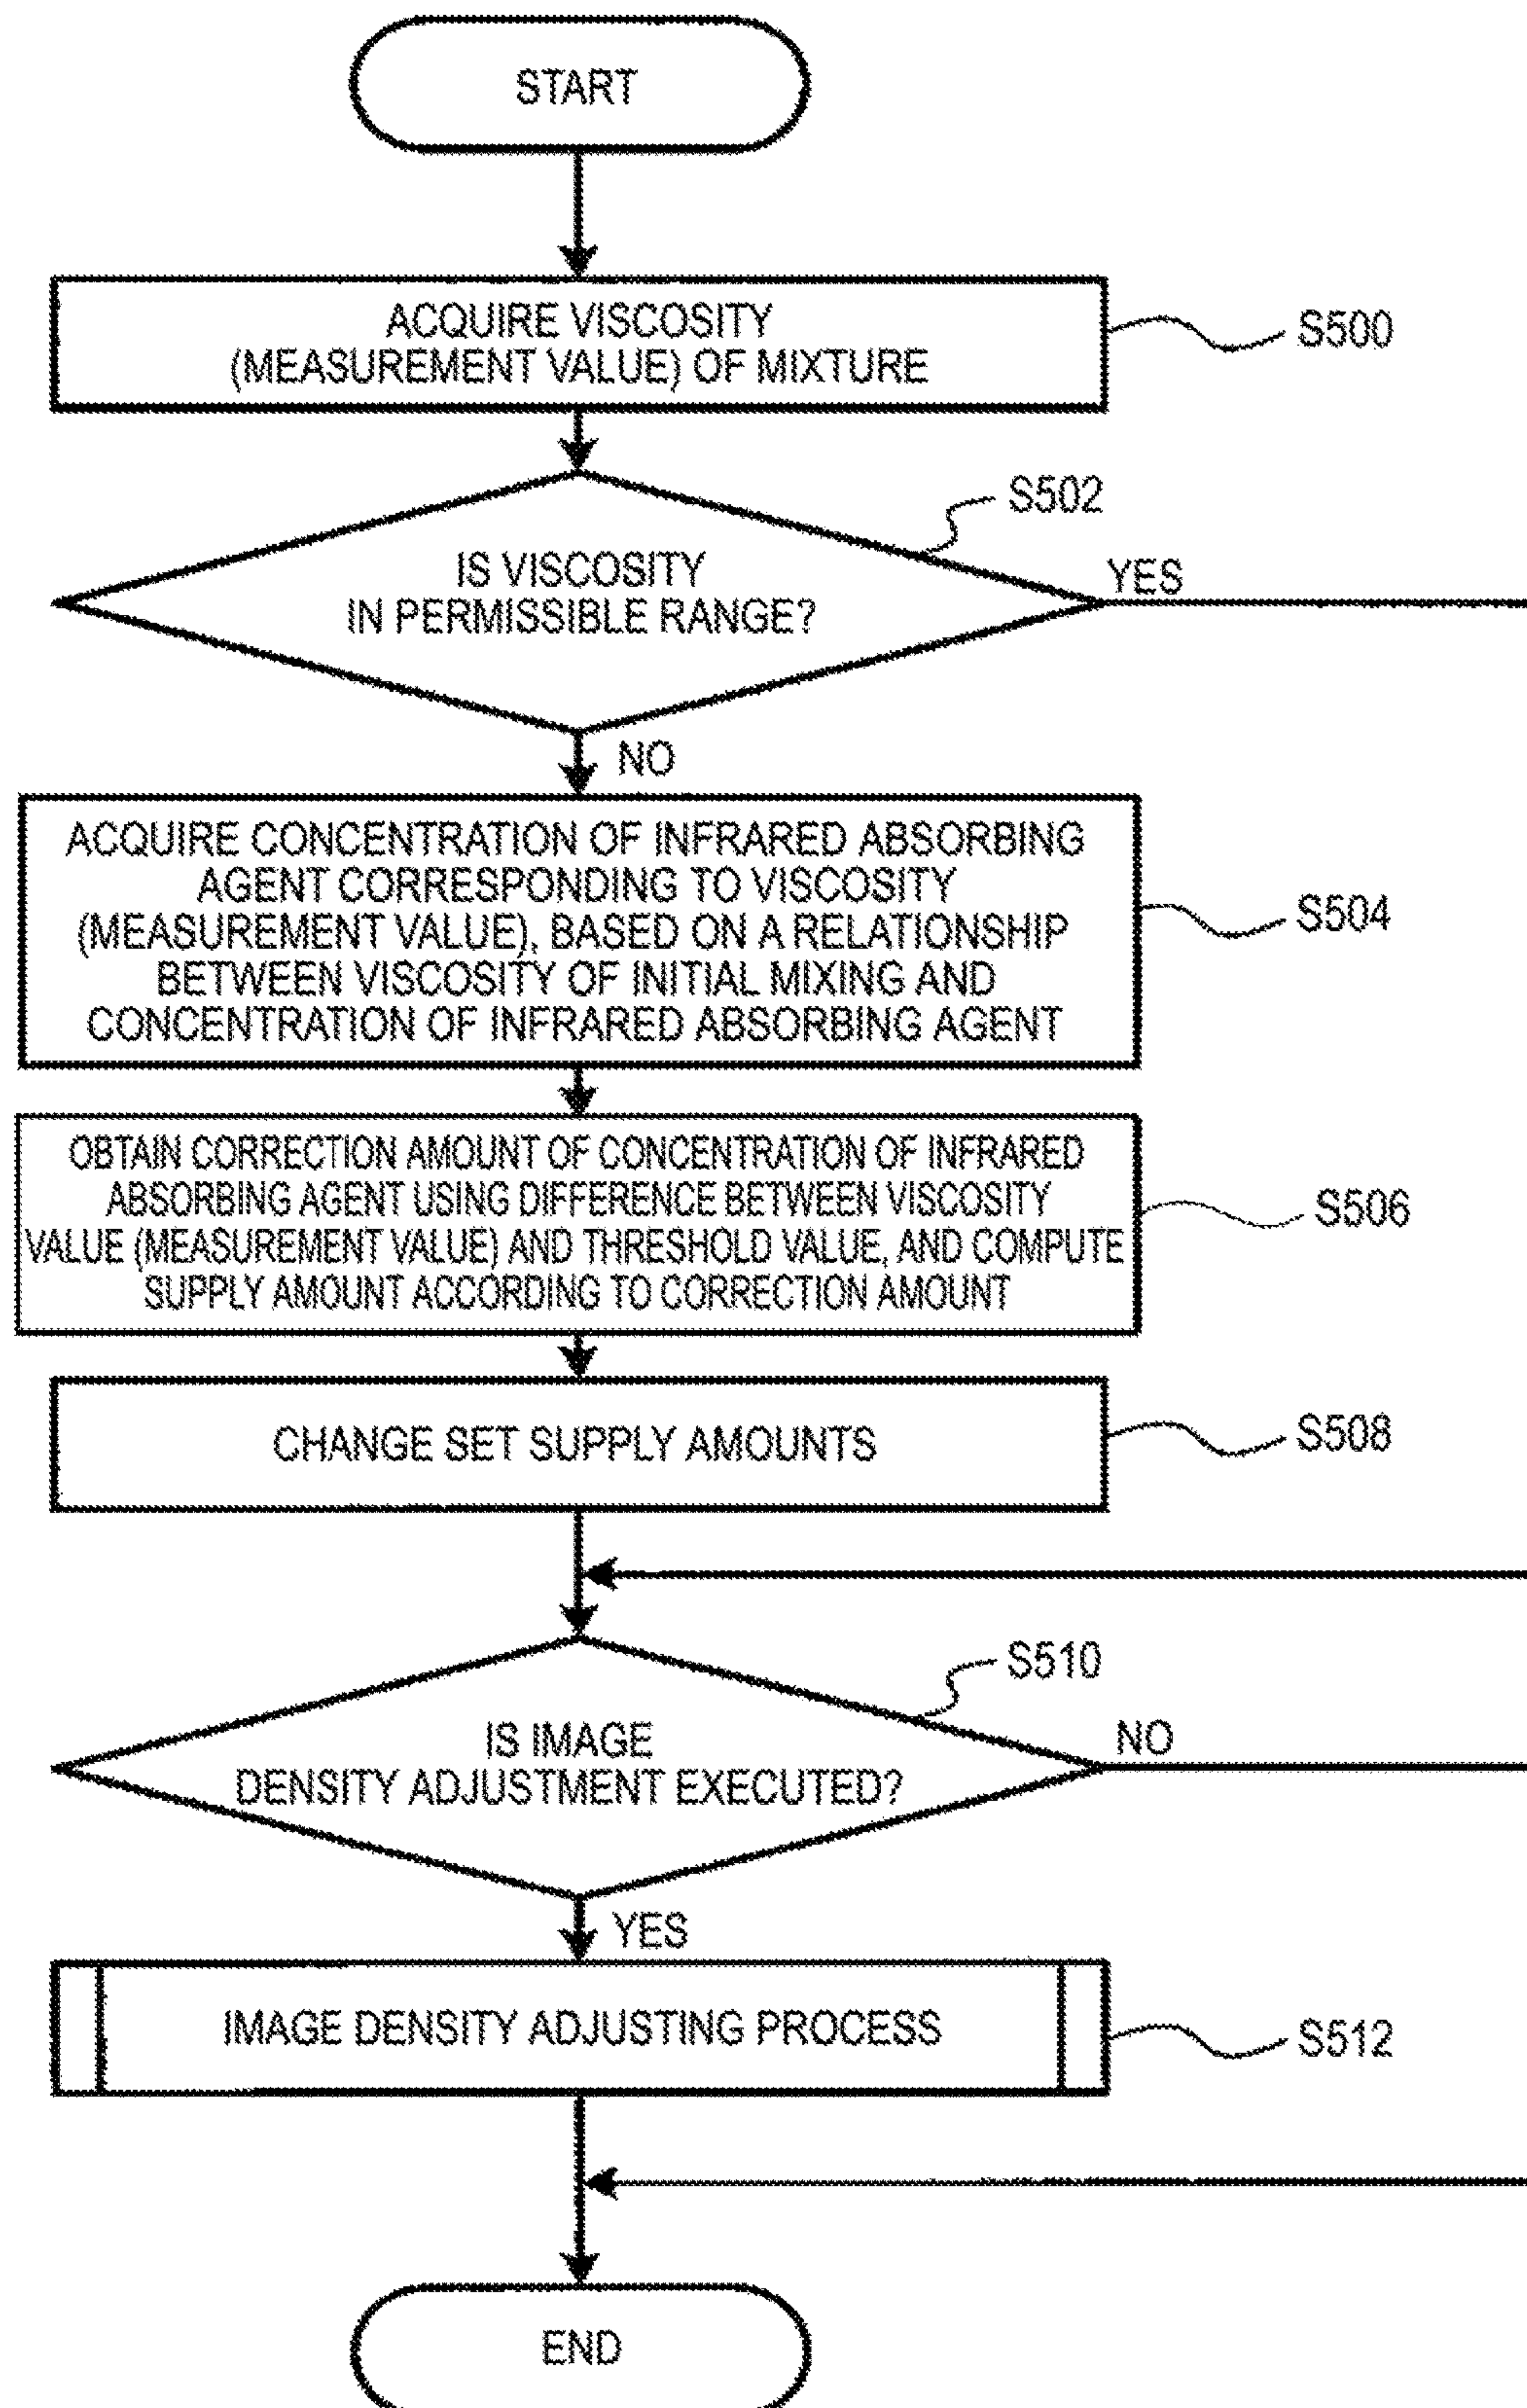 START
ACQUIRE VISCOSITY
(MEASUREMENT VALUE) OF MIXTURE
S500
S502
IS VISCOSITY
IN PERMISSIBLE RANGE?
YES
NO
ACQUIRE CONCENTRATION OF INFRARED ABSORBING
AGENT CORRESPONDING TO VISCOSITY
(MEASUREMENT VALUE), BASED ON A RELATIONSHIP
BETWEEN VISCOSITY OF INITIAL MIXING AND
CONCENTRATION OF INFRARED ABSORBING AGENT
S504
OBTAIN CORRECTION AMOUNT OF CONCENTRATION OF INFRARED
ABSORBING AGENT USING DIFFERENCE BETWEEN VISCOSITY
VALUE (MEASUREMENT VALUE) AND THRESHOLD VALUE, AND COMPUTE
SUPPLY AMOUNT ACCORDING TO CORRECTION AMOUNT
S506
CHANGE SET SUPPLY AMOUNTS
S508
S510
IS IMAGE
DENSITY ADJUSTMENT EXECUTED?
NO
YES
IMAGE DENSITY ADJUSTING PROCESS
S512
END